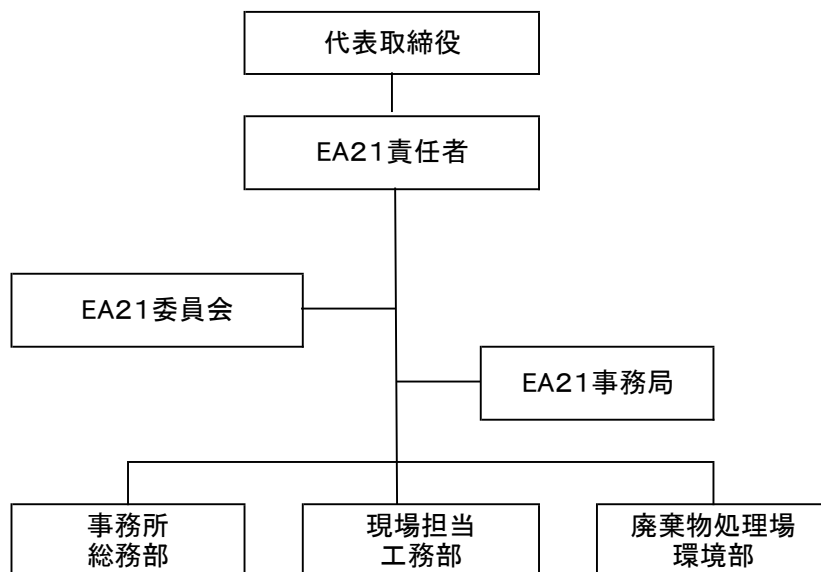 代表取締役
EA21責任者
EA21委員会
EA21事務局
事務所
総務部
現場担当
工務部
廃棄物処理場
環境部